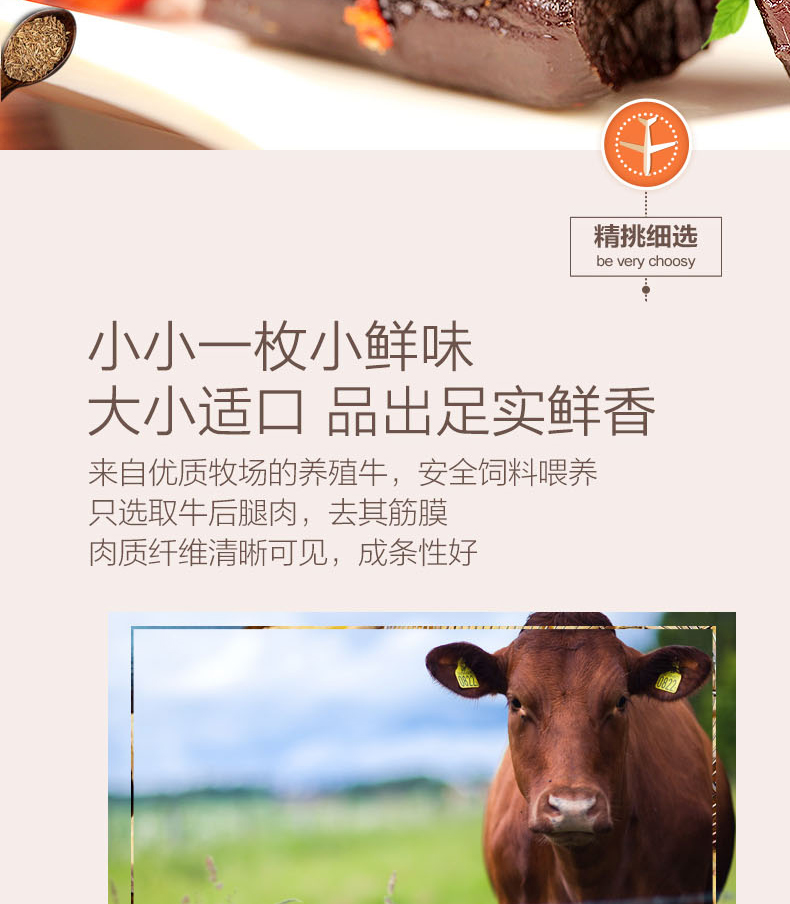 精挑细选
be very choosy
小小一枚小鲜味
大小适口 品出足实鲜香
来自优质牧场的养殖牛，安全饲料喂养
只选取牛后腿肉，去其筋膜
肉质纤维清晰可见，成条性好
0822
0822